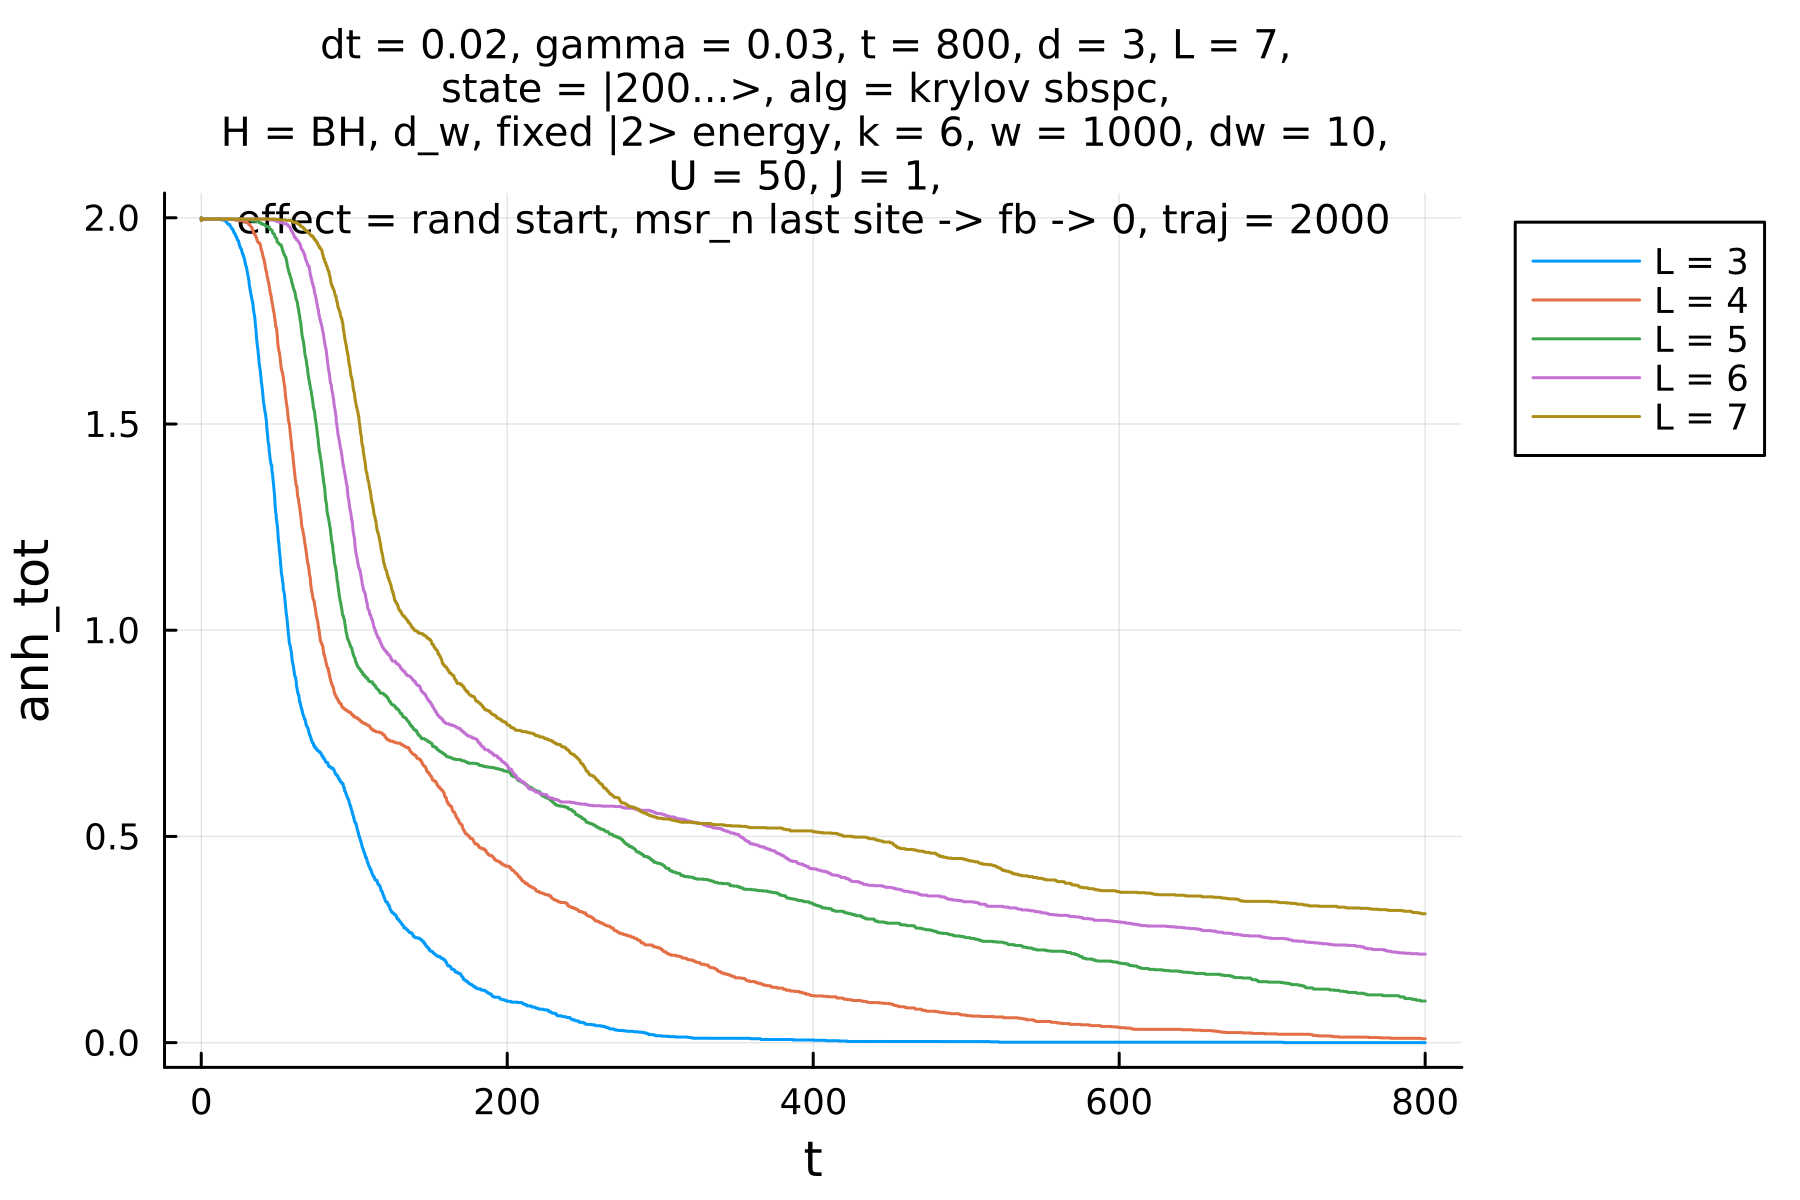 dt = 0.02, gamma = 0.03, t = 800, d = 3, L = 7,
state = |200...>, alg = krylov sbspc,
H = BH, d_w, fixed |2> energy, k = 6, w = 1000, dw = 10,
U = 50, J = 1,
effect = rand start, msr_n last site -> fb -> 0, traj = 2000
anh_tot
2.0
1.5
1.0
0.5
0.0
0
200
400
600
800
t
L = 3
L = 4
L = 5
L = 6
L = 7